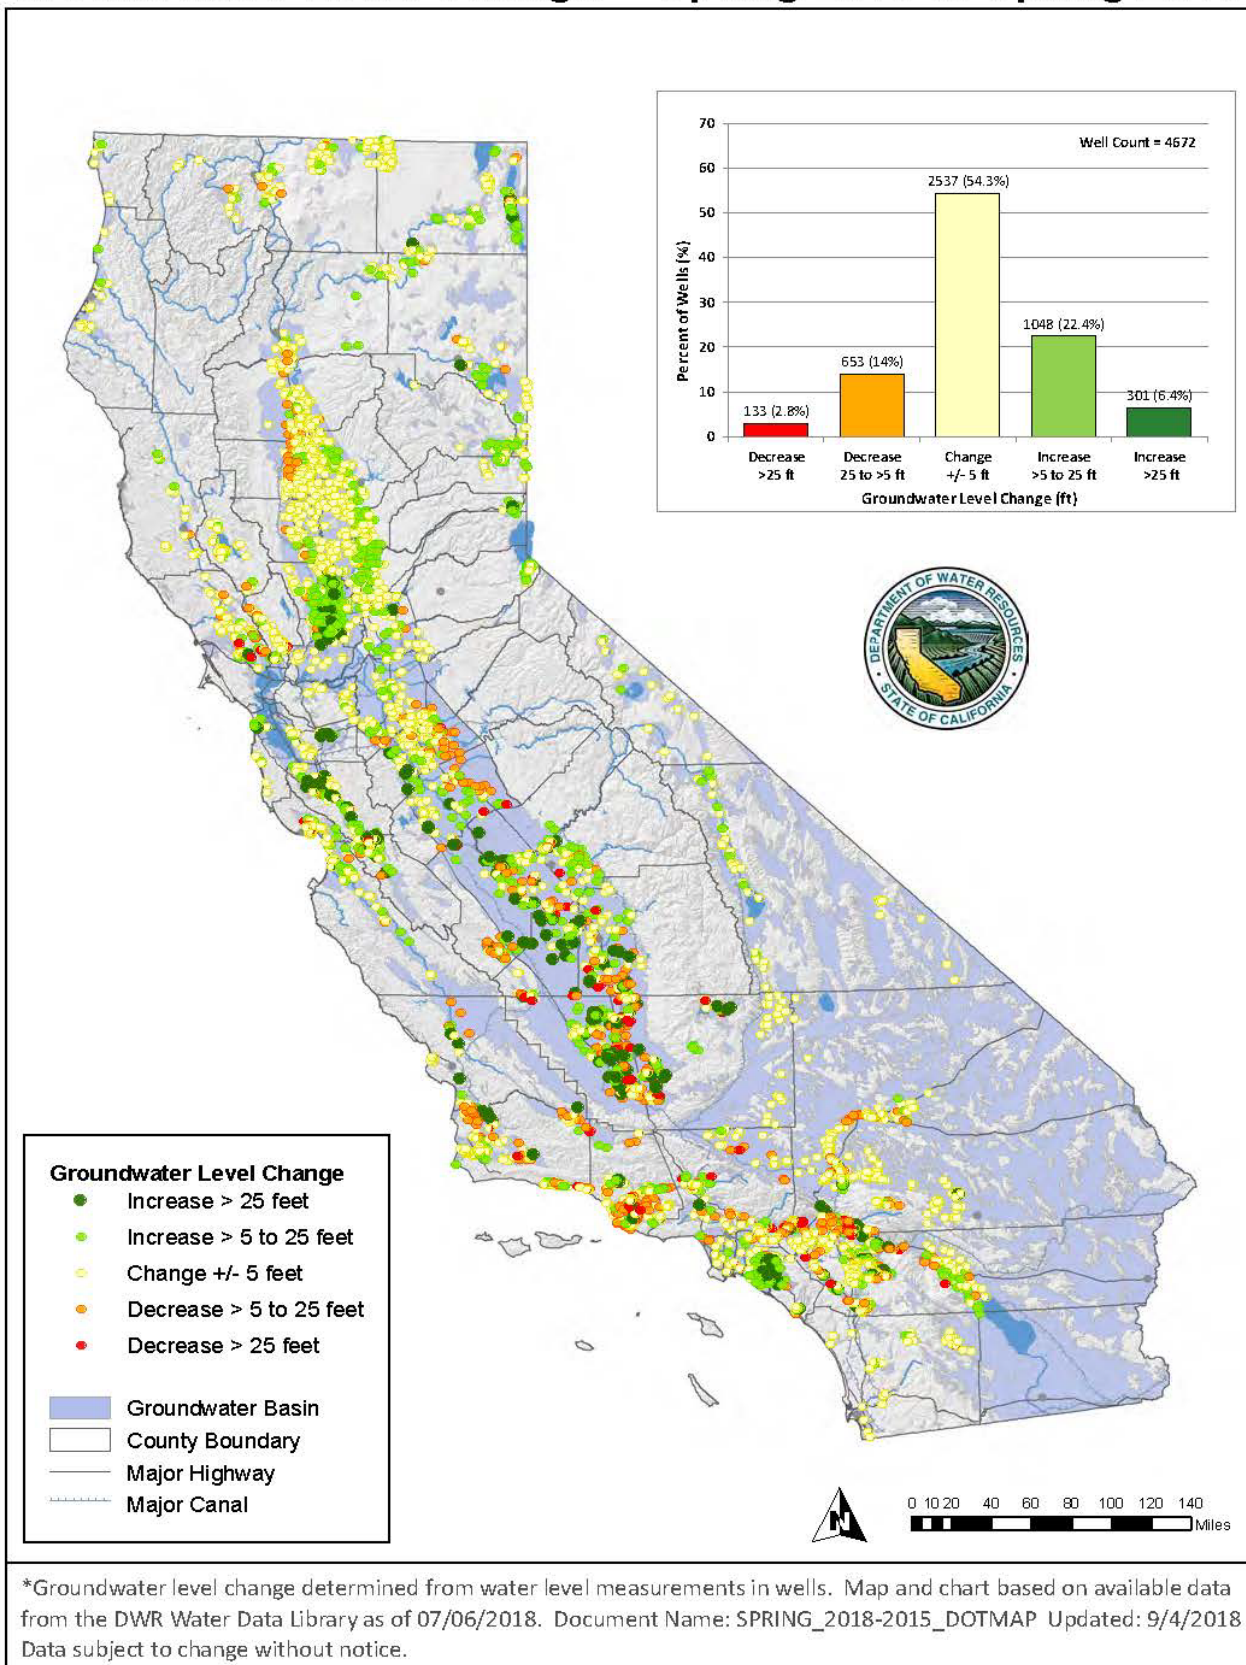 70
Well Count = 4672
60
2537 (54.3%)
50
40
30
1048 (22.4%)
20
653 (14%)
10
133 (2.8%)
301 (6.4%)
0
Percent of Wells (%)
Decrease >25 ft
Decrease 25 to >5 ft
Change +/- 5 ft
Increase >5 to 25 ft
Increase >25 ft
Groundwater Level Change (ft)
DEPARTMENT OF WATER RESOURCES
STATE OF CALIFORNIA
Groundwater Level Change
Increase > 25 feet
Increase > 5 to 25 feet
Change +/- 5 feet
Decrease > 5 to 25 feet
Decrease > 25 feet
Groundwater Basin
County Boundary
Major Highway
Major Canal
N
0 10 20 40 60 80 100 120 140
Miles
*Groundwater level change determined from water level measurements in wells. Map and chart based on available data
from the DWR Water Data Library as of 07/06/2018. Document Name: SPRING_2018-2015_DOTMAP Updated: 9/4/2018
Data subject to change without notice.